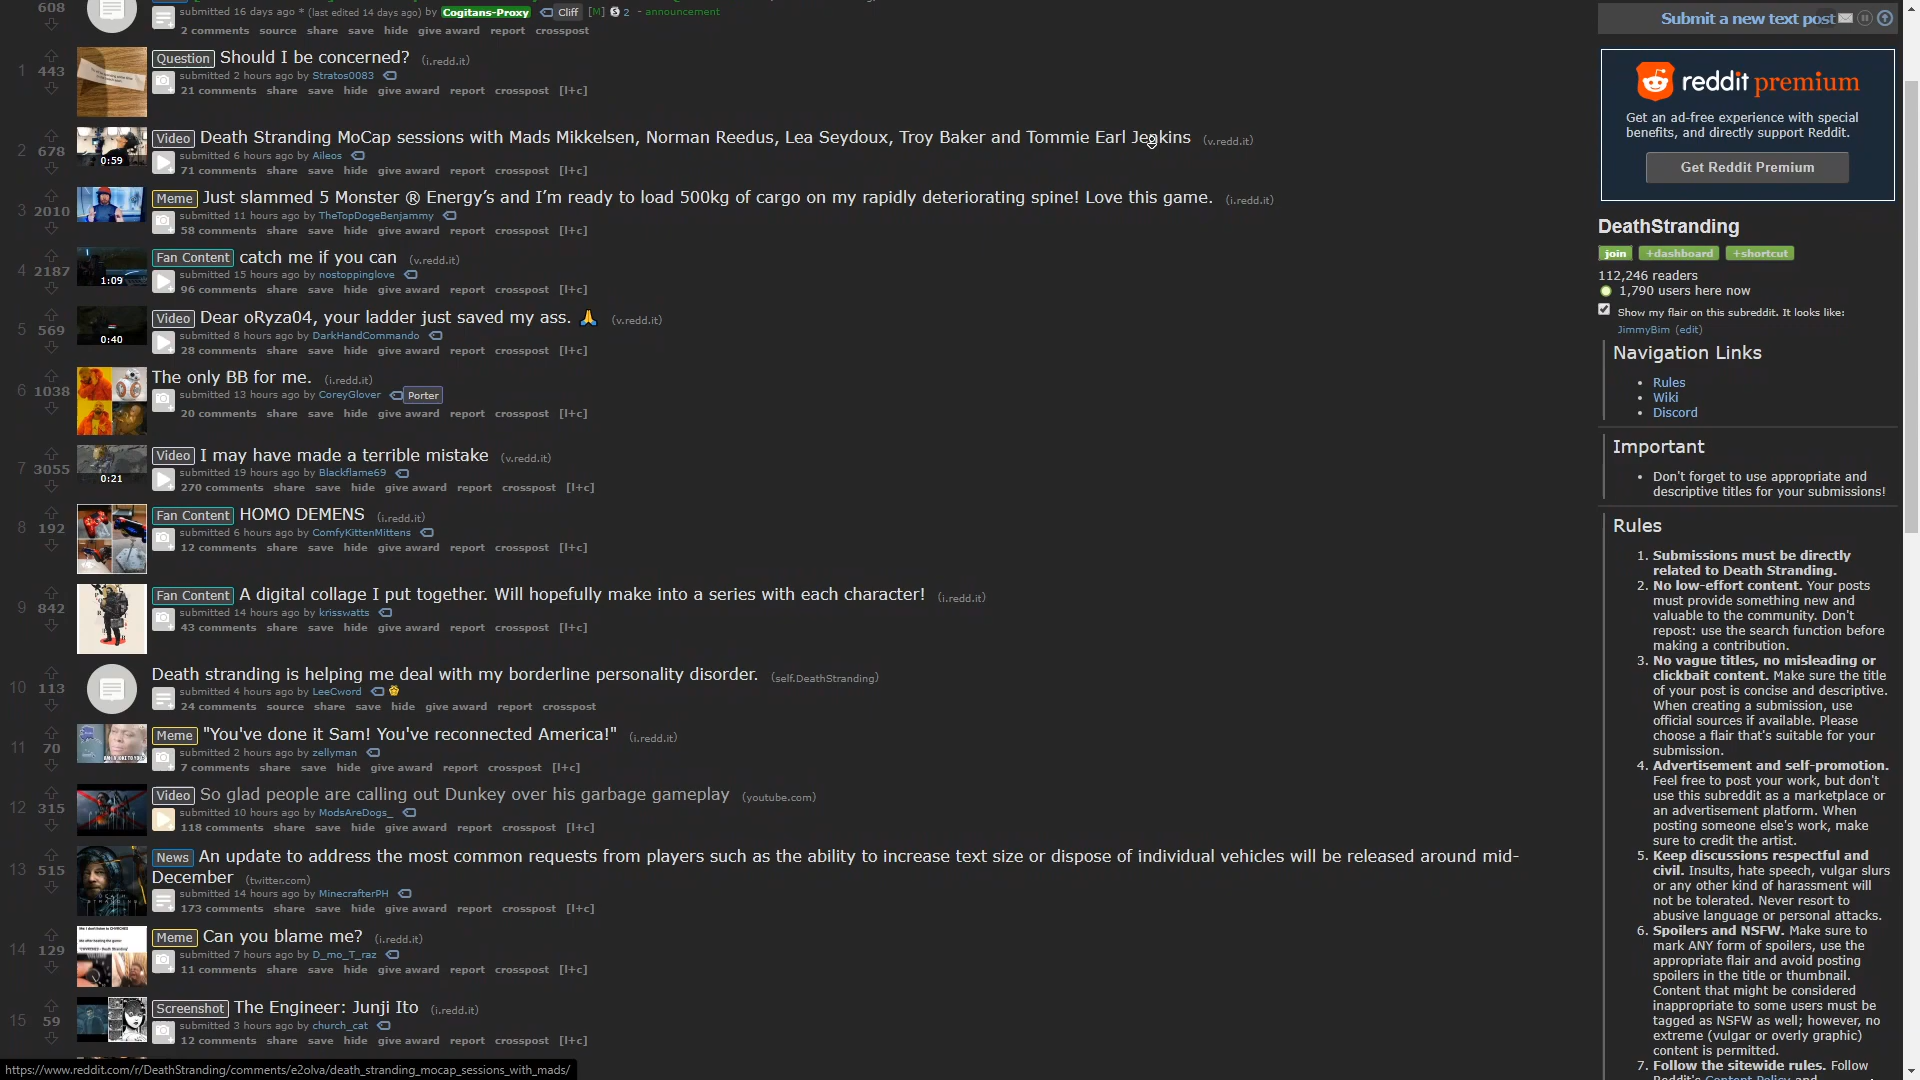 608
submitted 16 days ago * (last edited 14 days ago) by Cogitans-Proxy Cliff [M] 2 - announcement
2 comments source share save hide give award report crosspost
1
443
Question Should I be concerned? (i.redd.it)
submitted 2 hours ago by Stratos0083
21 comments share save hide give award report crosspost [l+c]
2
678
0:59
Video Death Stranding MoCap sessions with Mads Mikkelsen, Norman Reedus, Lea Seydoux, Troy Baker and Tommie Earl Jenkins (v.redd.it)
submitted 6 hours ago by Aileos
71 comments share save hide give award report crosspost [l+c]
3
2010
Meme Just slammed 5 Monster ® Energy’s and I’m ready to load 500kg of cargo on my rapidly deteriorating spine! Love this game. (i.redd.it)
submitted 11 hours ago by TheTopDogeBenjammy
58 comments share save hide give award report crosspost [l+c]
4
2187
1:09
Fan Content catch me if you can (v.redd.it)
submitted 15 hours ago by nostoppinglove
96 comments share save hide give award report crosspost [l+c]
5
569
0:40
Video Dear oRyza04, your ladder just saved my ass. 🙏 (v.redd.it)
submitted 8 hours ago by DarkHandCommando
28 comments share save hide give award report crosspost [l+c]
6
1038
The only BB for me. (i.redd.it)
submitted 13 hours ago by CoreyGlover Porter
20 comments share save hide give award report crosspost [l+c]
7
3055
0:21
Video I may have made a terrible mistake (v.redd.it)
submitted 19 hours ago by Blackflame69
270 comments share save hide give award report crosspost [l+c]
8
192
Fan Content HOMO DEMENS (i.redd.it)
submitted 6 hours ago by ComfyKittenMittens
12 comments share save hide give award report crosspost [l+c]
9
842
Fan Content A digital collage I put together. Will hopefully make into a series with each character! (i.redd.it)
submitted 14 hours ago by krisswatts
43 comments share save hide give award report crosspost [l+c]
10
113
Death stranding is helping me deal with my borderline personality disorder. (self.DeathStranding)
submitted 4 hours ago by LeeCword
24 comments source share save hide give award report crosspost
11
70
Meme "You've done it Sam! You've reconnected America!" (i.redd.it)
submitted 2 hours ago by zellyman
7 comments share save hide give award report crosspost [l+c]
12
315
Video So glad people are calling out Dunkey over his garbage gameplay (youtube.com)
submitted 10 hours ago by ModsAreDogs_
118 comments share save hide give award report crosspost [l+c]
13
515
News An update to address the most common requests from players such as the ability to increase text size or dispose of individual vehicles will be released around mid-
December (twitter.com)
submitted 14 hours ago by MinecrafterPH
173 comments share save hide give award report crosspost [l+c]
14
129
Meme Can you blame me? (i.redd.it)
submitted 7 hours ago by D_mo_T_raz
11 comments share save hide give award report crosspost [l+c]
15
59
Screenshot The Engineer: Junji Ito (i.redd.it)
submitted 3 hours ago by church_cat
12 comments share save hide give award report crosspost [l+c]
https://www.reddit.com/r/DeathStranding/comments/e2olva/death_stranding_mocap_sessions_with_mads/
Submit a new text post
reddit premium
Get an ad-free experience with special
benefits, and directly support Reddit.
Get Reddit Premium
DeathStranding
join +dashboard +shortcut
112,246 readers
1,790 users here now
Show my flair on this subreddit. It looks like:
JimmyBim (edit)
Navigation Links
Rules
Wiki
Discord
Important
Don't forget to use appropriate and
descriptive titles for your submissions!
Rules
1. Submissions must be directly
related to Death Stranding.
2. No low-effort content. Your posts
must provide something new and
valuable to the community. Don't
repost: use the search function before
making a contribution.
3. No vague titles, no misleading or
clickbait content. Make sure the title
of your post is concise and descriptive.
When creating a submission, use
official sources if available. Please
choose a flair that's suitable for your
submission.
4. Advertisement and self-promotion.
Feel free to post your work, but don't
use this subreddit as a marketplace or
an advertisement platform. When
posting someone else's work, make
sure to credit the artist.
5. Keep discussions respectful and
civil. Insults, hate speech, vulgar slurs
or any other kind of harassment will
not be tolerated. Never resort to
abusive language or personal attacks.
6. Spoilers and NSFW. Make sure to
mark ANY form of spoilers, use the
appropriate flair and avoid posting
spoilers in the title or thumbnail.
Content that might be considered
inappropriate to some users must be
tagged as NSFW as well; however, no
extreme (vulgar or overly graphic)
content is permitted.
7. Follow the sitewide rules. Follow
Reddit's Content Policy and